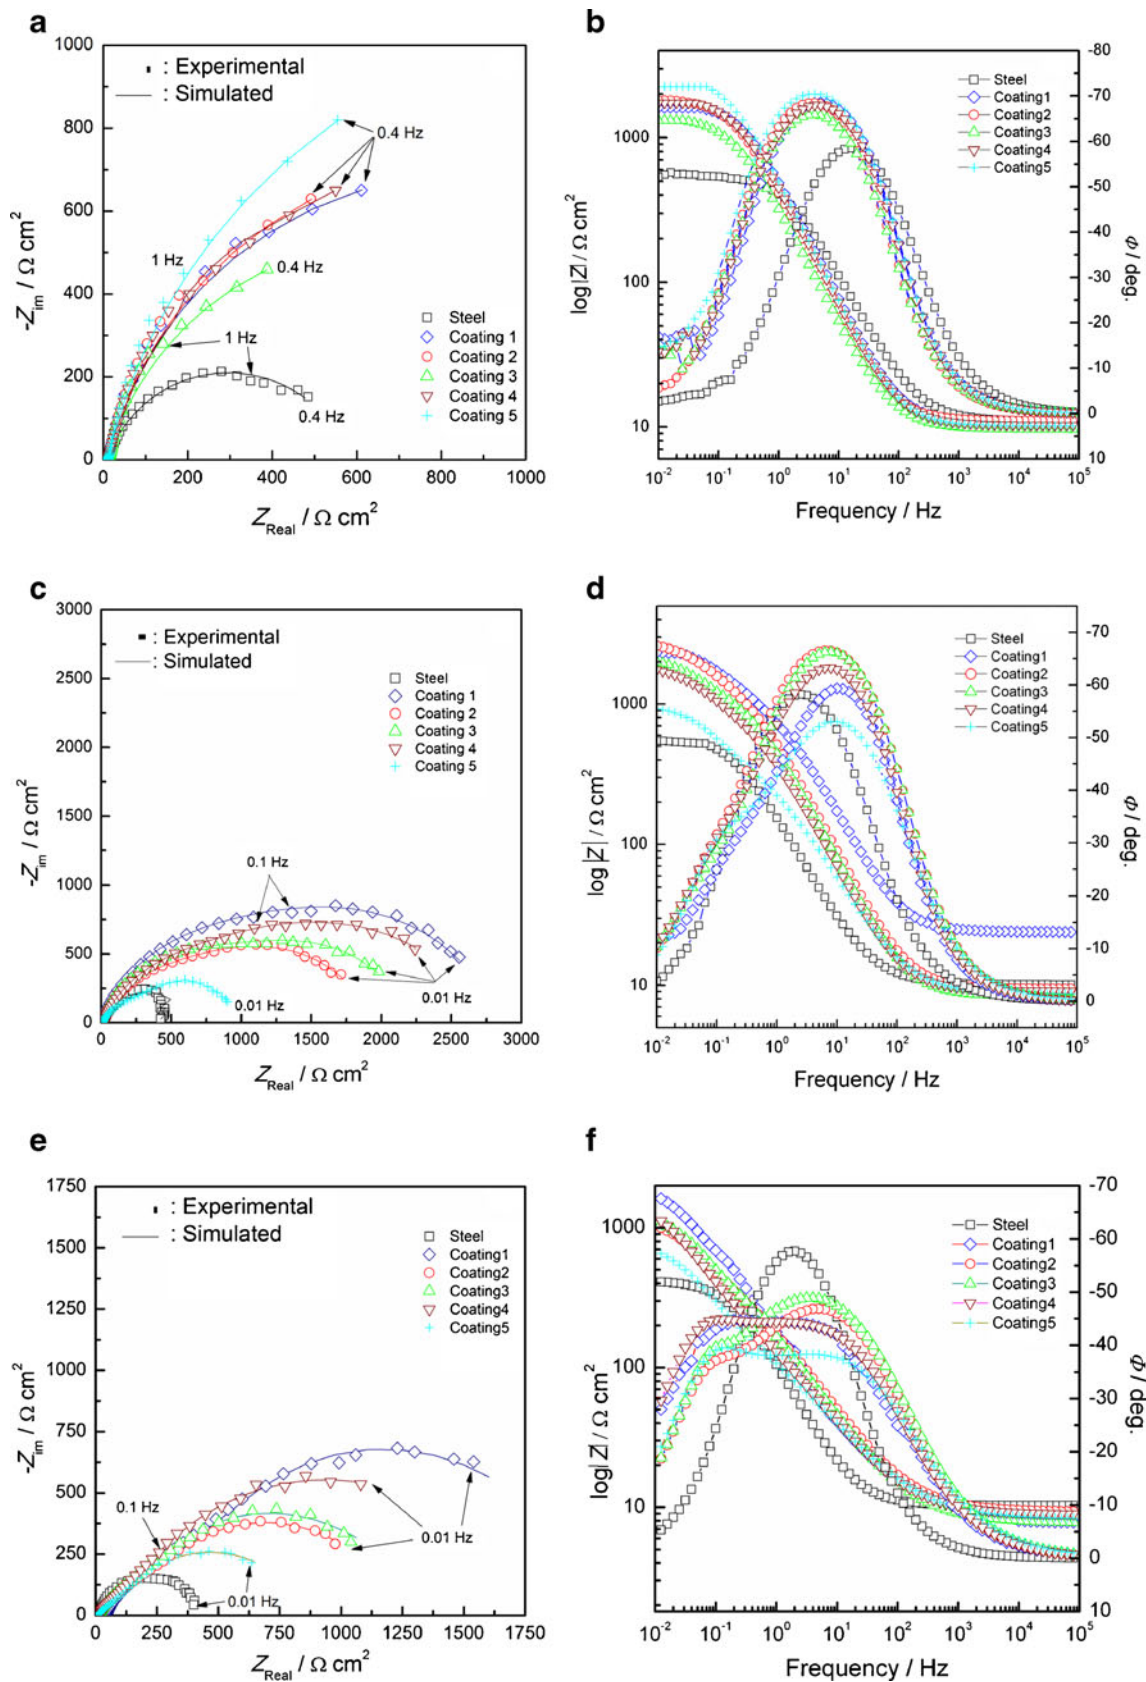 a
1000
800
600
400
200
0
-Z_im / Ω cm²
: Experimental
: Simulated
0.4 Hz
1 Hz
0.4 Hz
1 Hz
0.4 Hz
Steel
Coating 1
Coating 2
Coating 3
Coating 4
Coating 5
0 200 400 600 800 1000
Z_Real / Ω cm²
b
1000
100
10
log|Z| / Ω cm²
Steel
Coating1
Coating2
Coating3
Coating4
Coating5
-80
-70
-60
-50
-40
-30
-20
-10
0
10
Φ / deg.
10⁻² 10⁻¹ 10⁰ 10¹ 10² 10³ 10⁴ 10⁵
Frequency / Hz
c
3000
2750
2500
2250
2000
1750
1500
1250
1000
750
500
250
0
-Z_im / Ω cm²
: Experimental
: Simulated
Steel
Coating 1
Coating 2
Coating 3
Coating 4
Coating 5
0.1 Hz
0.01 Hz
0.01 Hz
0 500 1000 1500 2000 2500 3000
Z_Real / Ω cm²
d
1000
100
10
log|Z| / Ω cm²
Steel
Coating1
Coating2
Coating3
Coating4
Coating5
-70
-60
-50
-40
-30
-20
-10
0
Φ / deg.
10⁻² 10⁻¹ 10⁰ 10¹ 10² 10³ 10⁴ 10⁵
Frequency / Hz
e
1750
1500
1250
1000
750
500
250
0
-Z_im / Ω cm²
: Experimental
: Simulated
Steel
Coating1
Coating2
Coating3
Coating4
Coating5
0.1 Hz
0.01 Hz
0.01 Hz
0 250 500 750 1000 1250 1500 1750
Z_Real / Ω cm²
f
1000
100
10
log|Z| / Ω cm²
Steel
Coating1
Coating2
Coating3
Coating4
Coating5
-70
-60
-50
-40
-30
-20
-10
0
10
Φ / deg.
10⁻² 10⁻¹ 10⁰ 10¹ 10² 10³ 10⁴ 10⁵
Frequency / Hz